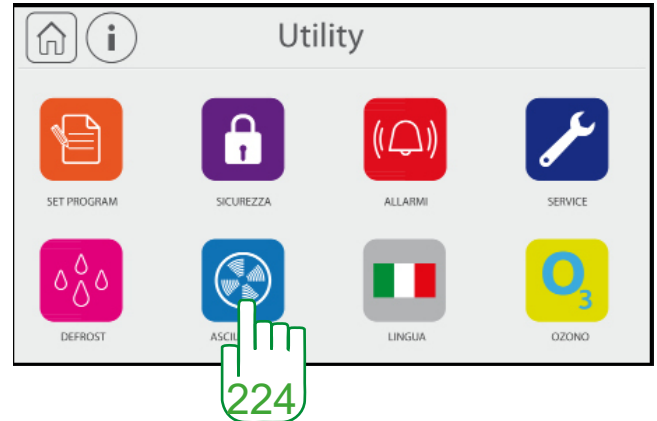 i Utility
SET PROGRAM SICUREZZA ALLARMI SERVICE
O3
DEFROST LINGUA OZONO
224